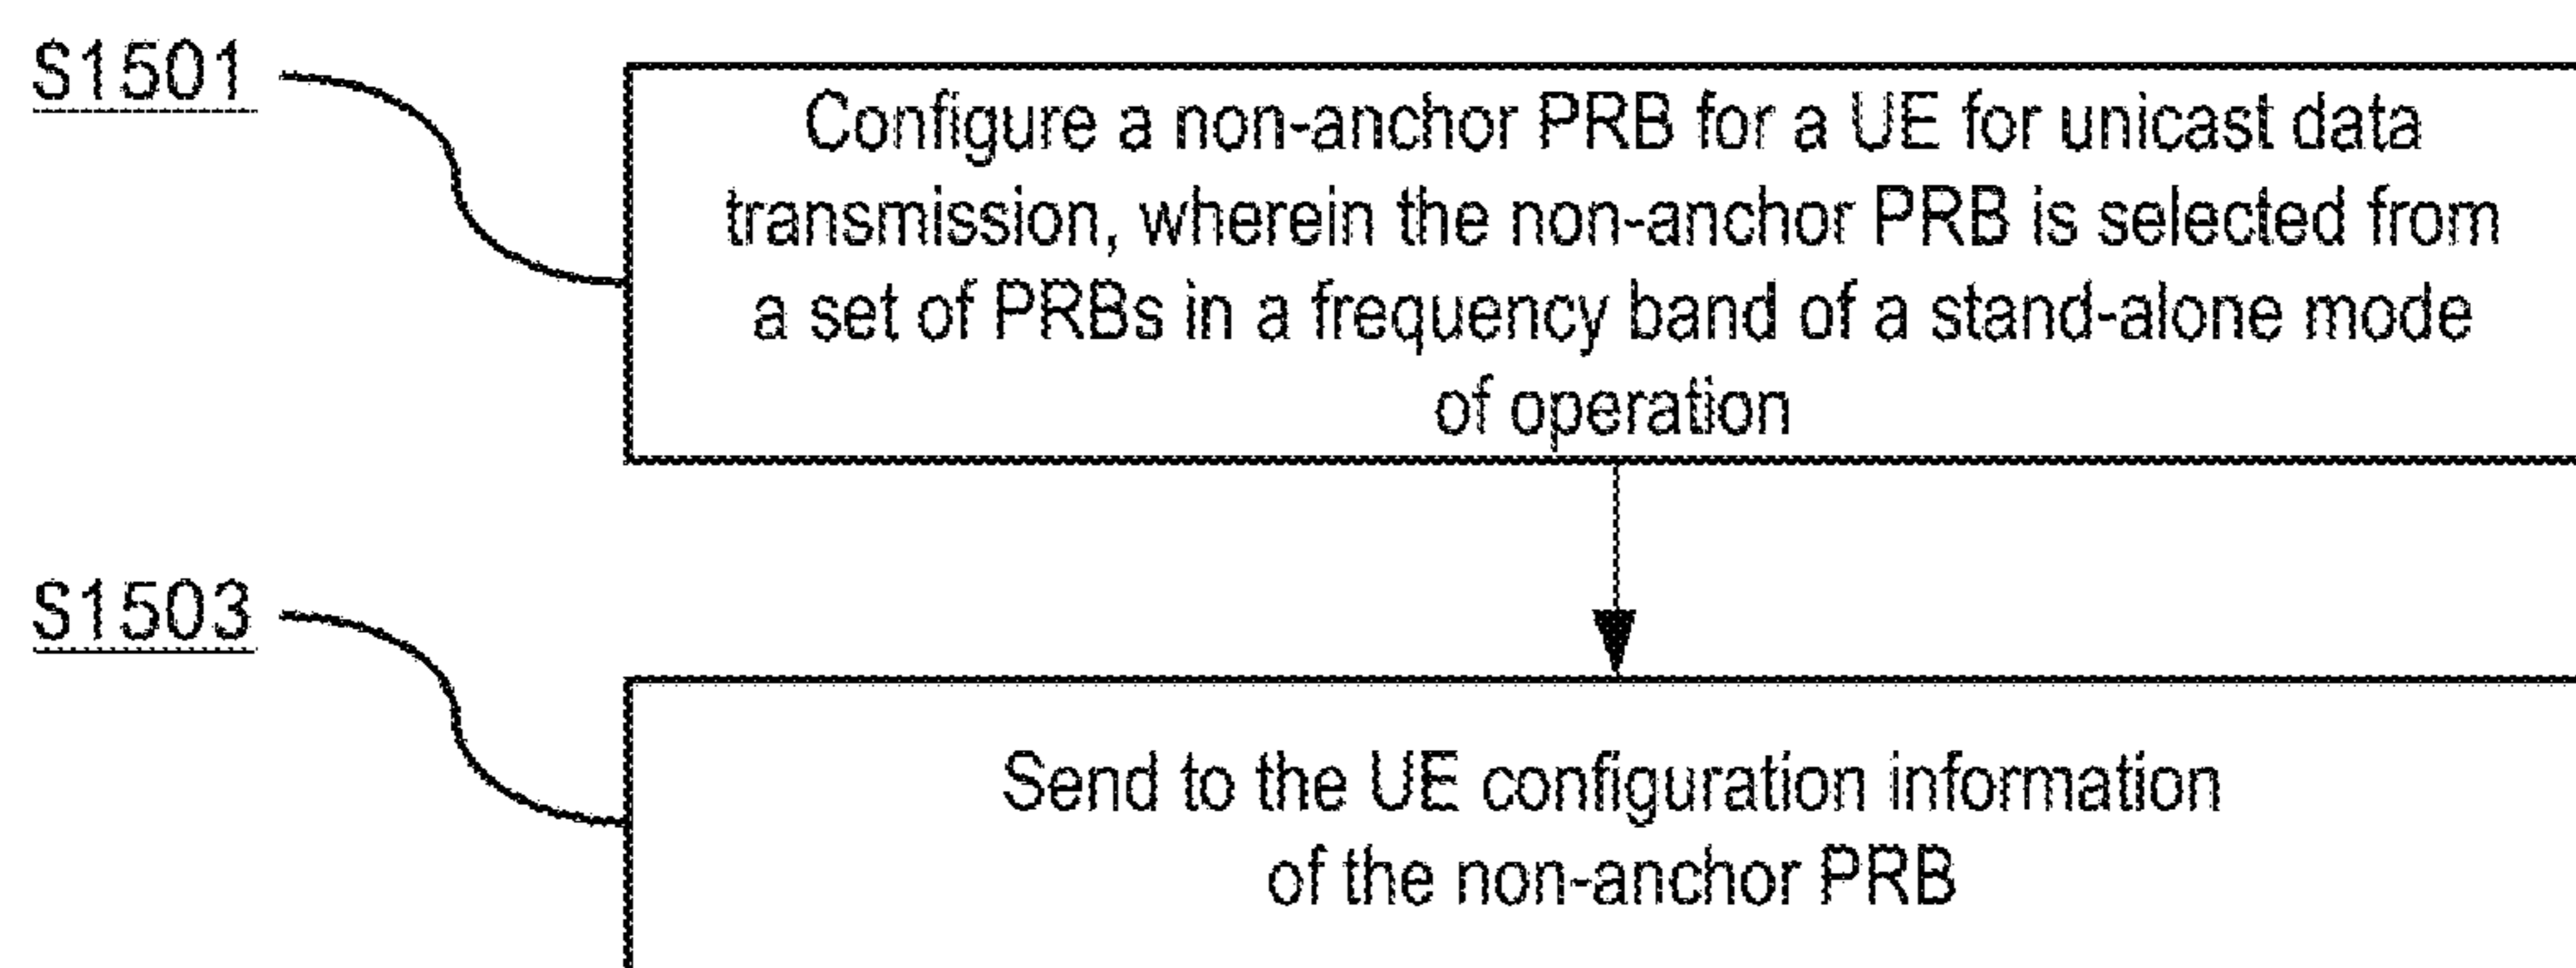 S1501
Configure a non-anchor PRB for a UE for unicast data
transmission, wherein the non-anchor PRB is selected from
a set of PRBs in a frequency band of a stand-alone mode
of operation
S1503
Send to the UE configuration information
of the non-anchor PRB